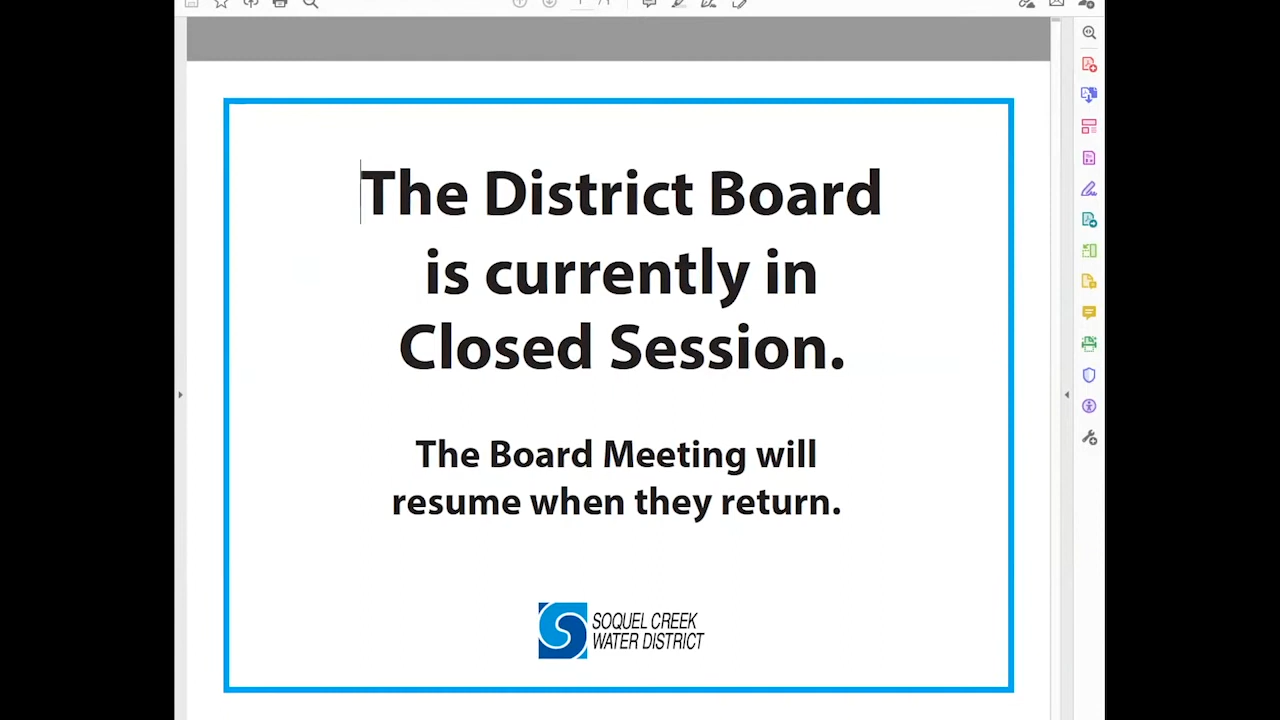 The District Board
is currently in
Closed Session.
The Board Meeting will
resume when they return.
SOQUEL CREEK
WATER DISTRICT